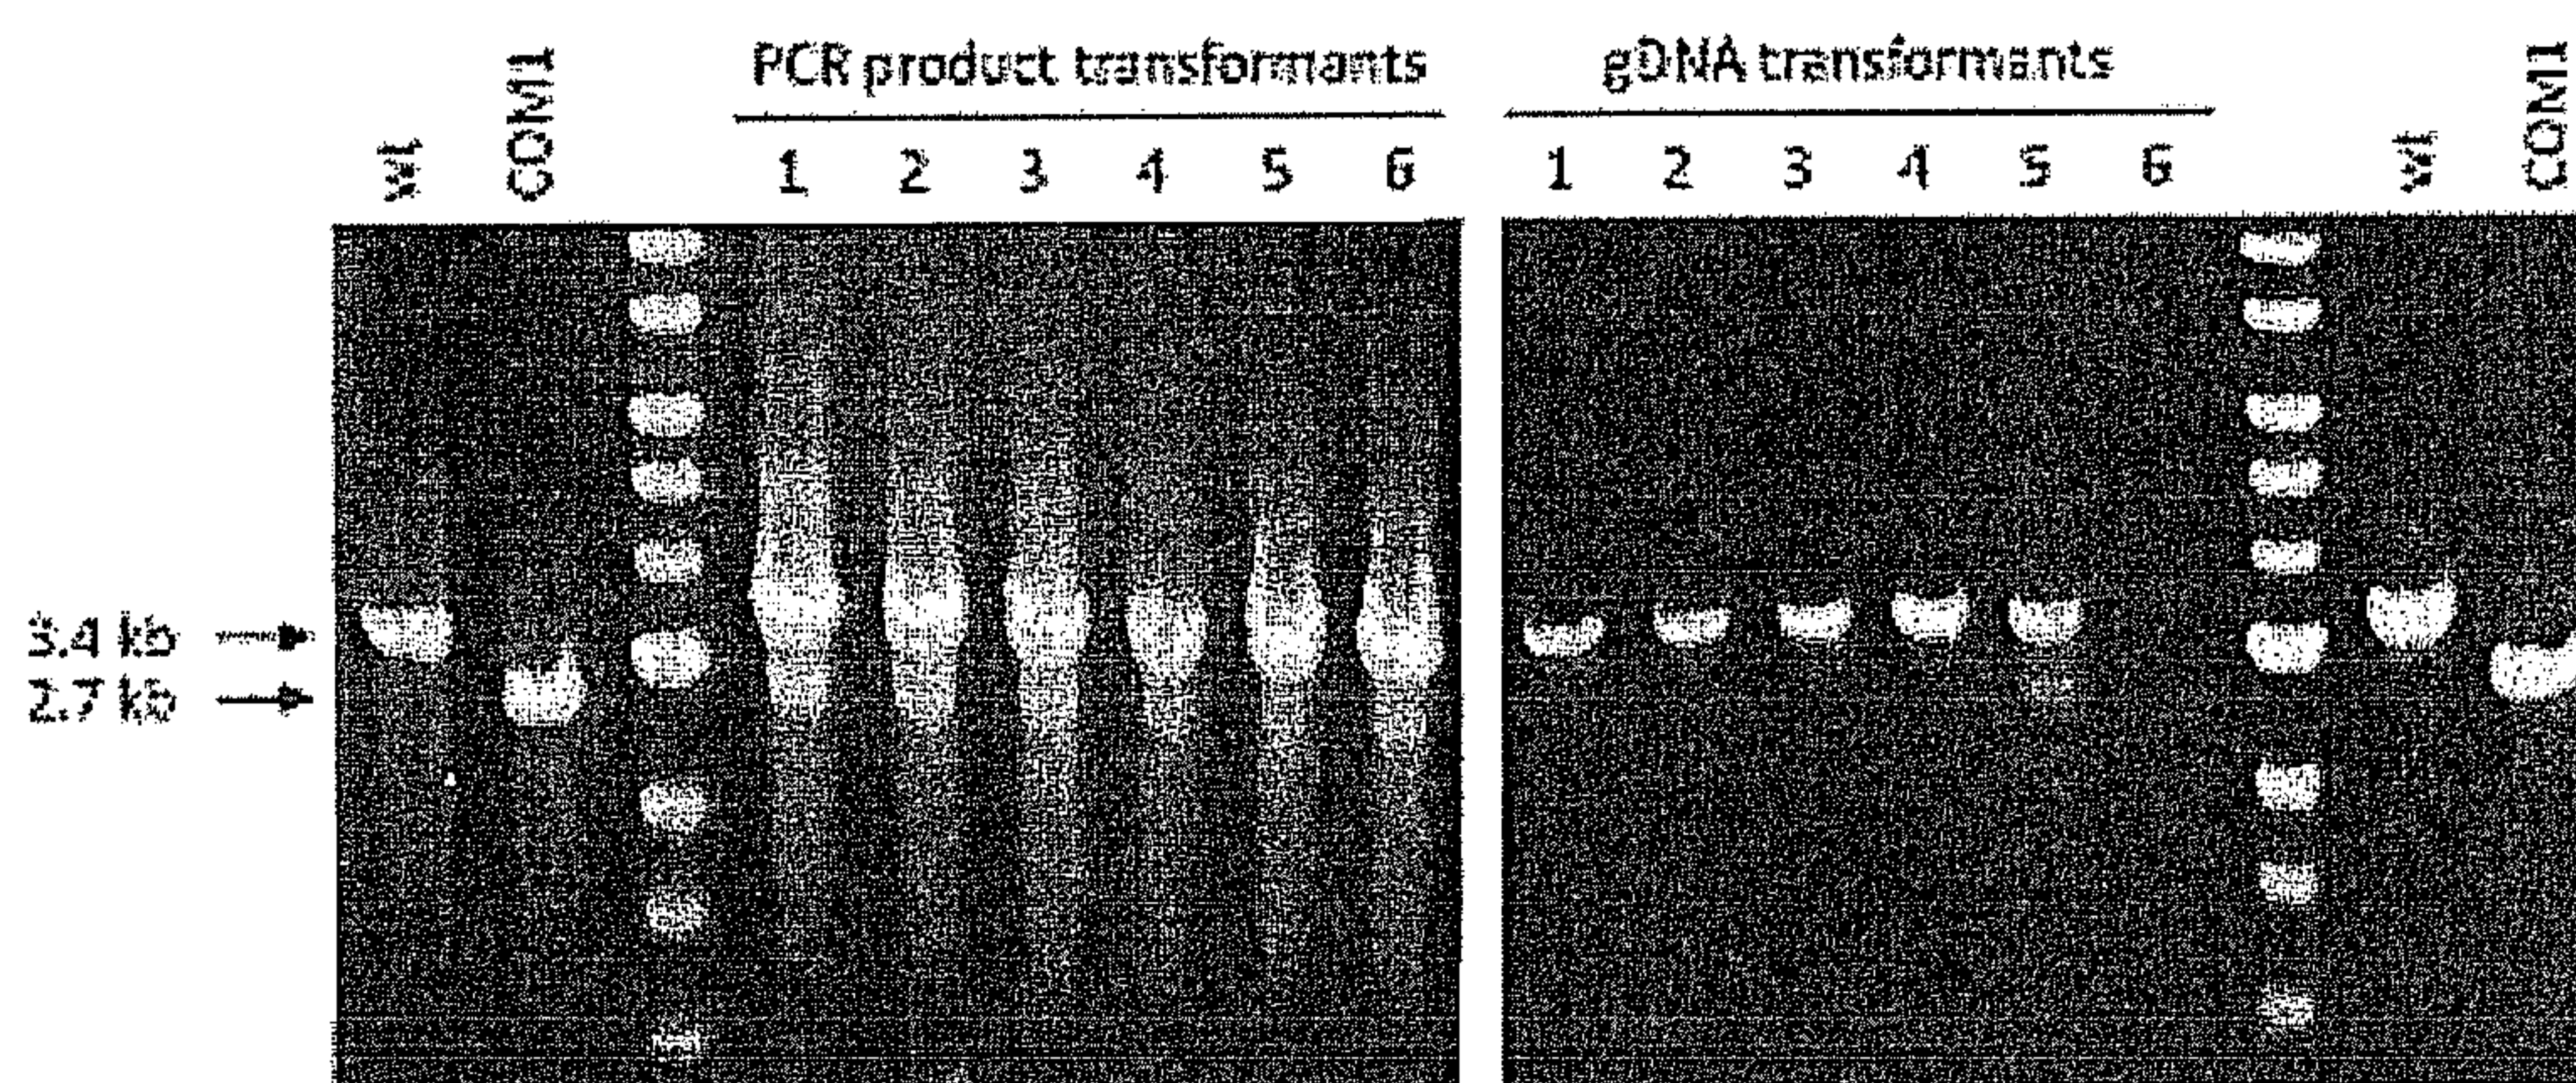 PCR product transformants
gDNA transformants
wt
COM1
1 2 3 4 5 6
1 2 3 4 5 6
wt
COM1
3.4 kb
2.7 kb